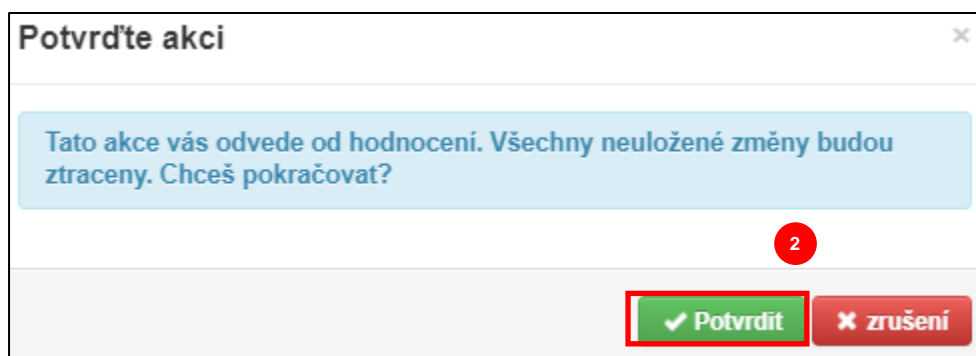 Potvrďte akci ×
Tato akce vás odvede od hodnocení. Všechny neuložené změny budou
ztraceny. Chceš pokračovat?
2
✔ Potvrdit ✖ zrušení